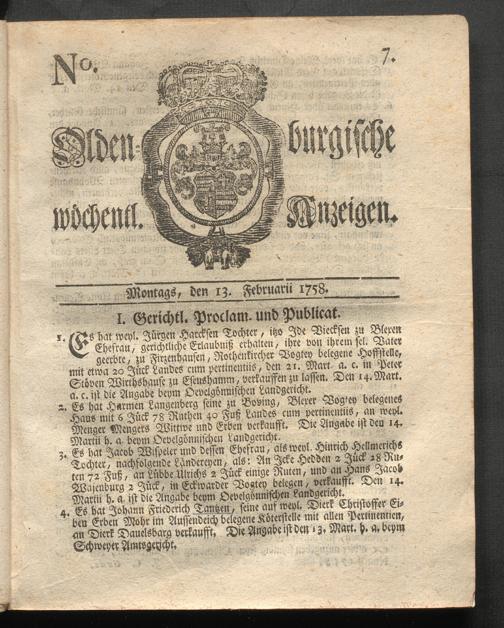 No. 7.
Olden= burgische
wöchentl. Anzeigen.
Montags, den 13. Februarii 1758.
I. Gerichtl. Proclam. und Publicat.
1. Es hat weyl. Jürgen Harcksen Tochter, itzo Ide Viecksen zu Blexen
Ehefrau, gerichtliche Erlaubniß erhalten, ihre von ihrem sel. Vater
geerbte, zu Firzenhausen, Rothenkircher Vogtey belegene Hoffstelle,
mit etwa 20 Jück Landes cum pertinentiis, den 21. Mart. a. c. in Peter
Stöven Wirthshause zu Esenshamm, verkauffen zu lassen. Den 14. Mart.
a. c. ist die Angabe beym Oevelgönnischen Landgericht.
2. Es hat Harmen Langenberg seine zu Boving, Blexer Vogtey belegenes
Haus mit 6 Jück 78 Ruthen 40 Fuß Landes cum pertinentiis, an weyl.
Menger Mengers Wittwe und Erben verkaufft. Die Angabe ist den 14.
Martii h. a. beym Oevelgönnischen Landgericht.
3. Es hat Jacob Wispeler und dessen Ehefrau, als weyl. Hinrich Hellmerichs
Tochter, nachfolgende Ländereyen, als: An Icke Hedden 2 Jück 28 Ru=
ten 72 Fuß, an Lübbe Ulrichs 2 Jück einige Ruten, und an Hans Jacob
Wasenburg 2 Jück, in Eckwarder Vogtey belegen, verkaufft. Den 14.
Martii h. a. ist die Angabe beym Oevelgönnischen Landgericht.
4. Es hat Johann Friederich Tantzen, seine auf weyl. Dierk Christoffer Ei=
ben Erben Mohr im Aussendeich belegene Köterstelle mit allen Pertinentien,
an Dierk Dauelsberg verkaufft. Die Angabe ist den 13. Mart. h. a. beym
Schweyer Amtsgericht.